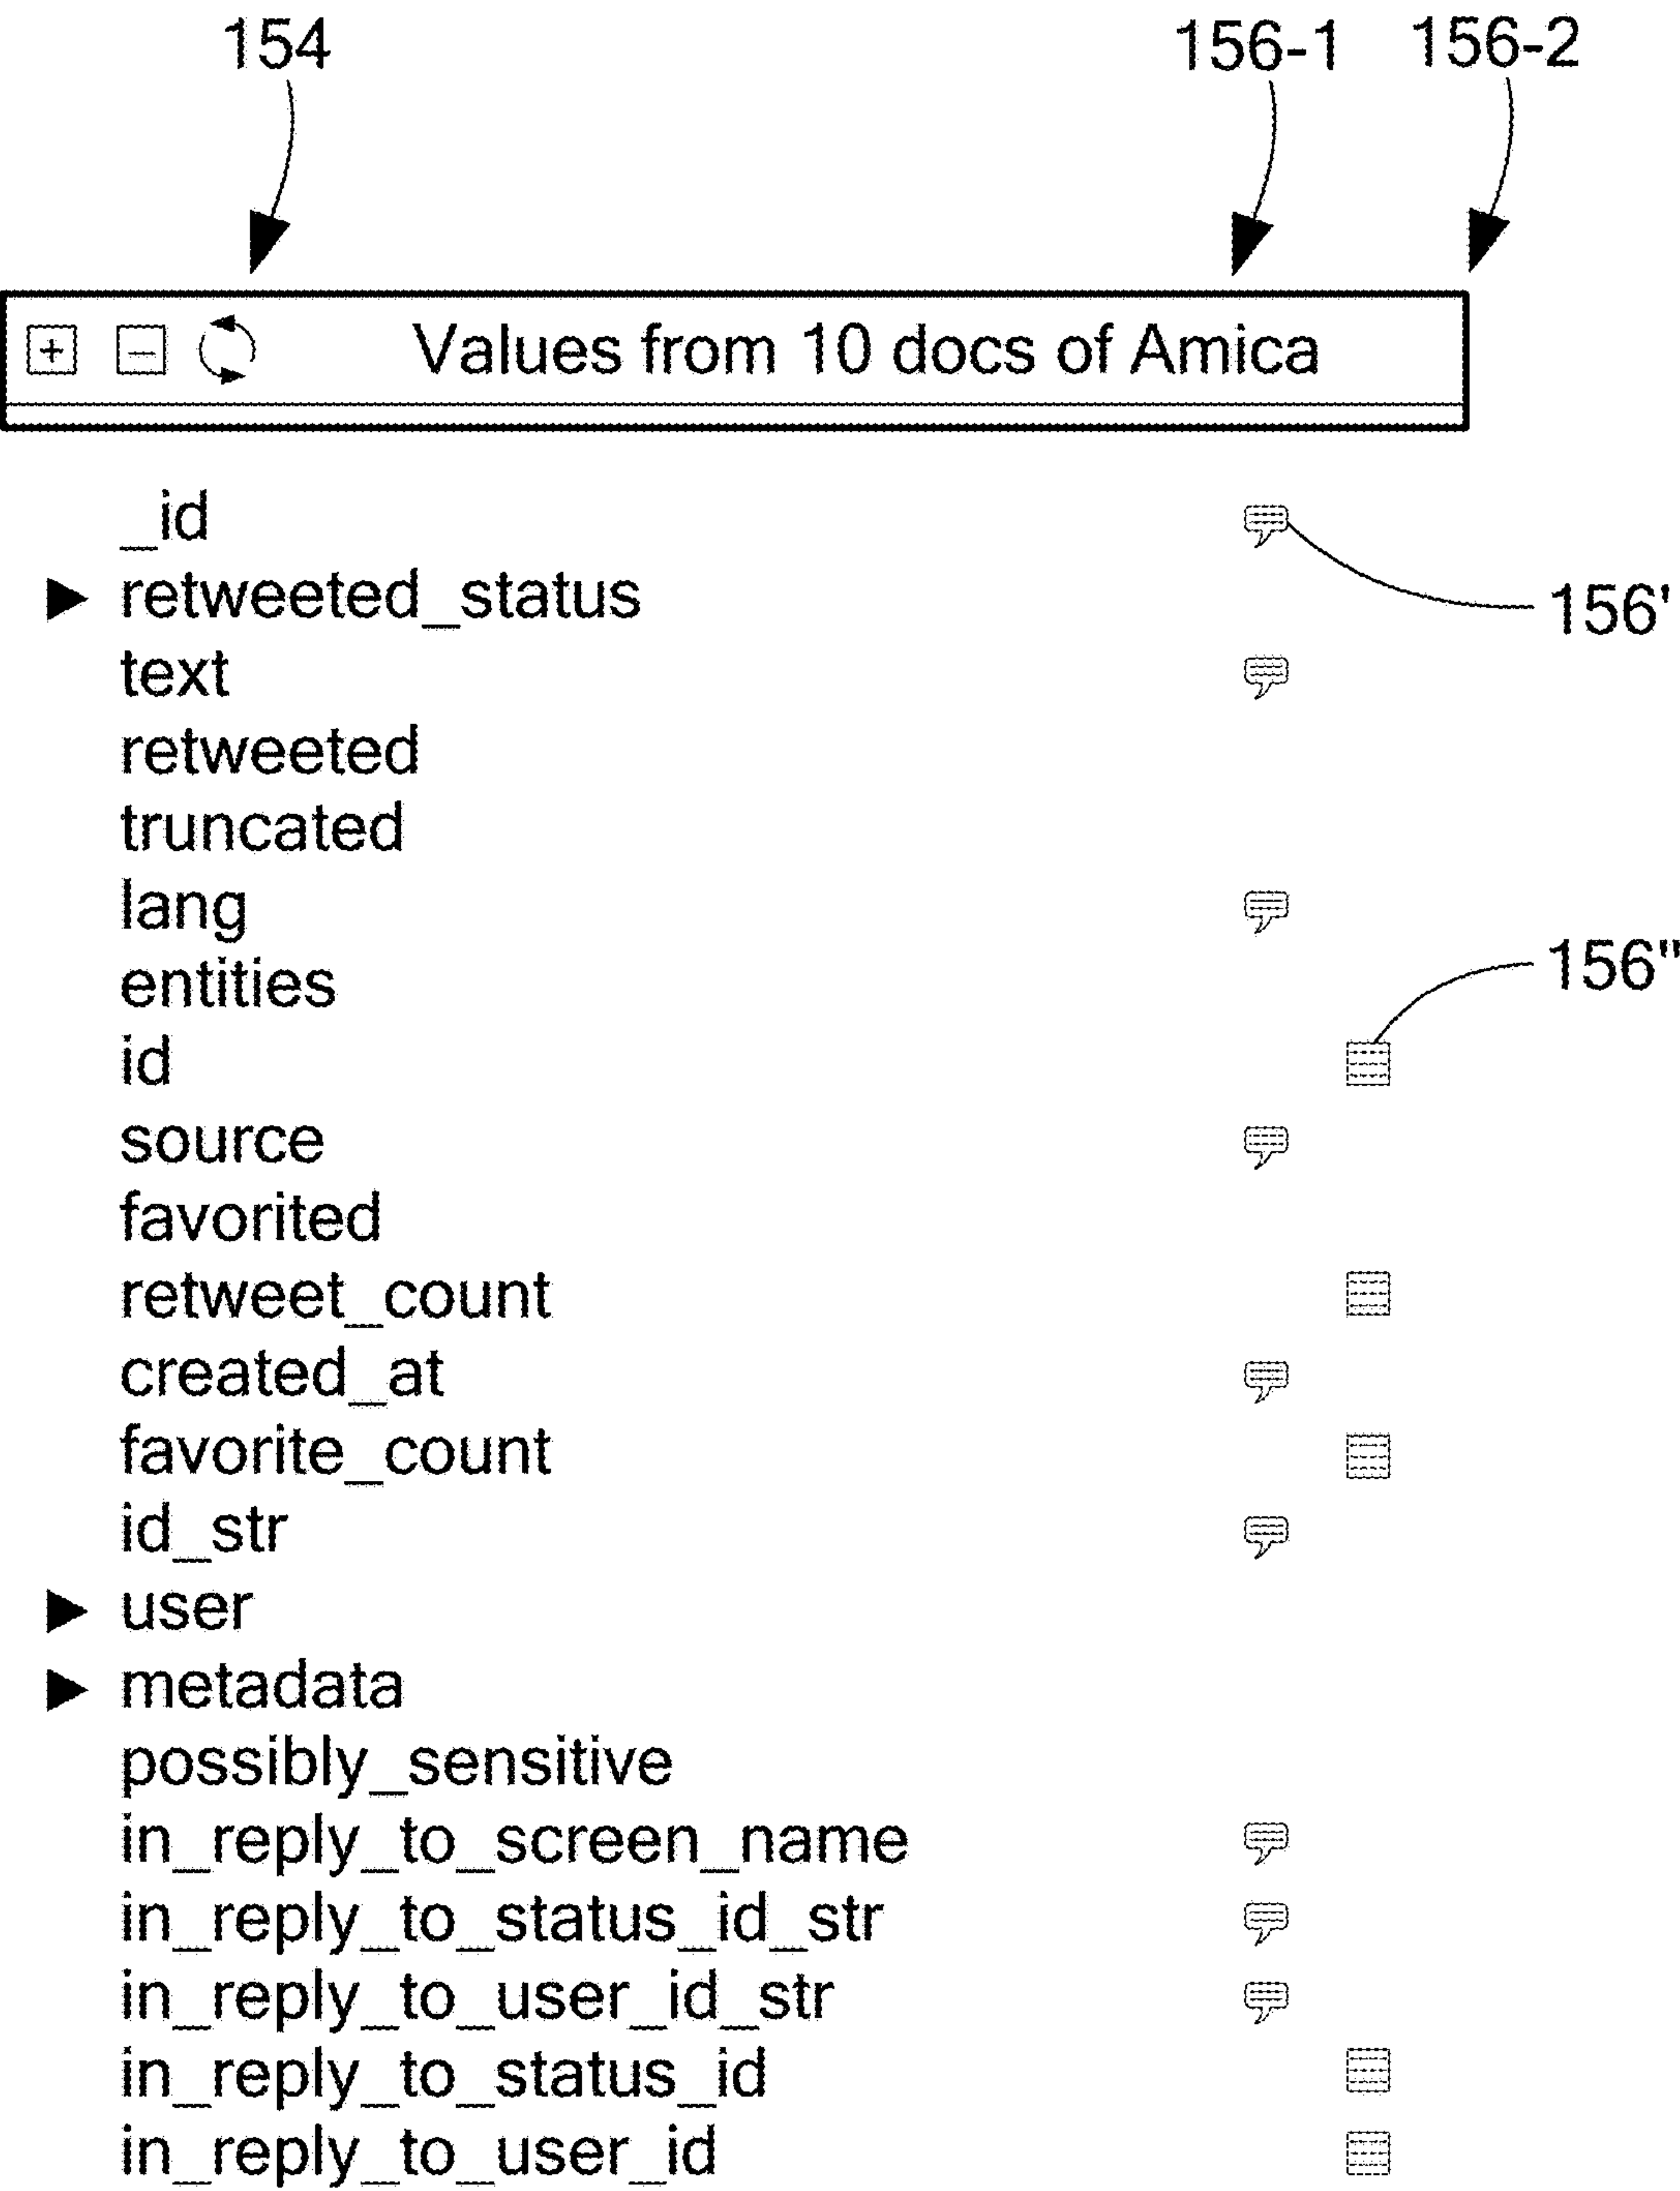 154 156-1 156-2
+ − Values from 10 docs of Amica
_id
156'
retweeted_status
text
retweeted
truncated
lang
156"
entities
id
source
favorited
retweet_count
created_at
favorite_count
id_str
user
metadata
possibly_sensitive
in_reply_to_screen_name
in_reply_to_status_id_str
in_reply_to_user_id_str
in_reply_to_status_id
in_reply_to_user_id